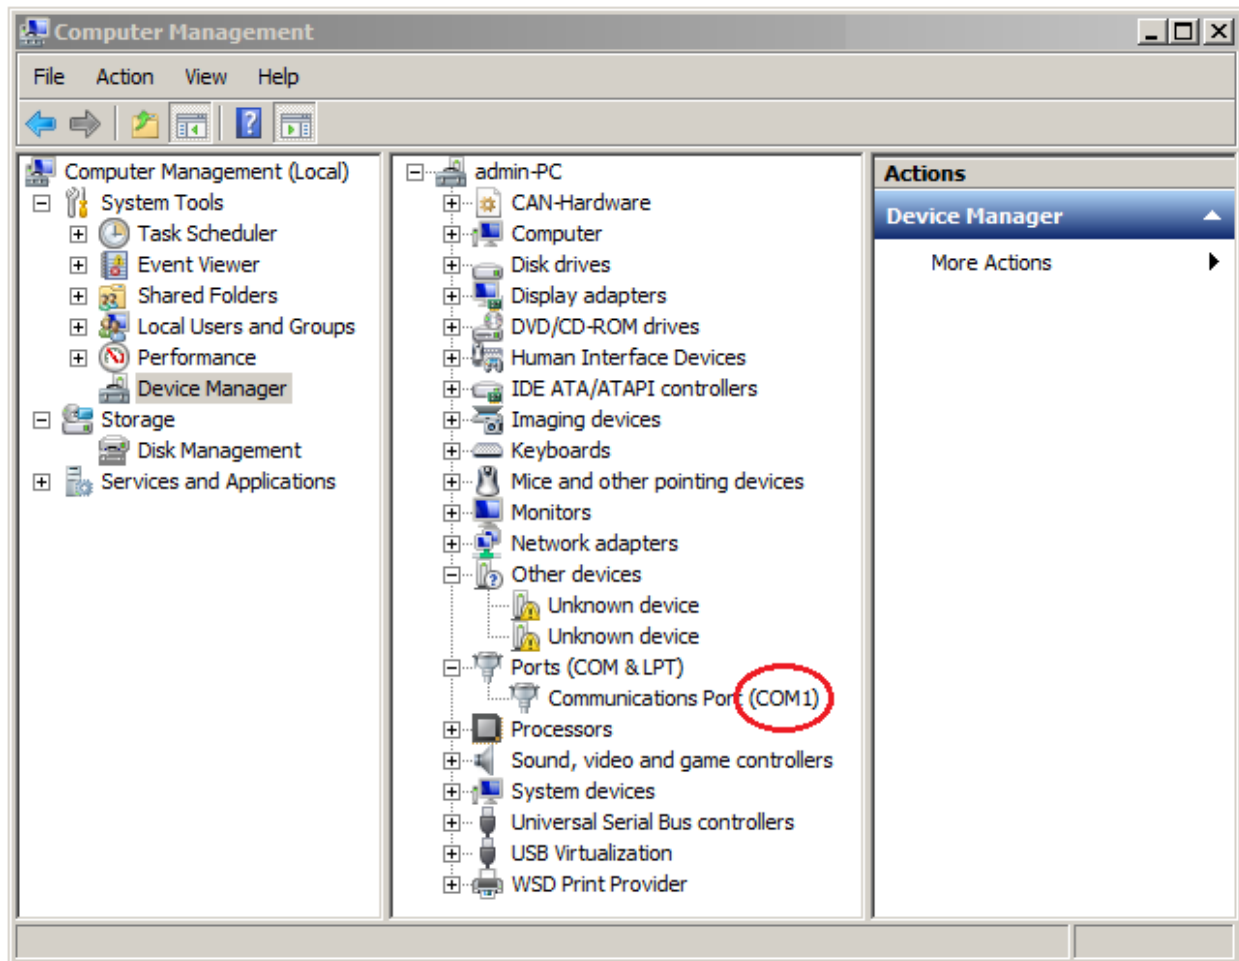 Computer Management
File Action View Help
Computer Management (Local)
System Tools
Task Scheduler
Event Viewer
Shared Folders
Local Users and Groups
Performance
Device Manager
Storage
Disk Management
Services and Applications
admin-PC
CAN-Hardware
Computer
Disk drives
Display adapters
DVD/CD-ROM drives
Human Interface Devices
IDE ATA/ATAPI controllers
Imaging devices
Keyboards
Mice and other pointing devices
Monitors
Network adapters
Other devices
Unknown device
Unknown device
Ports (COM & LPT)
Communications Port (COM1)
Processors
Sound, video and game controllers
System devices
Universal Serial Bus controllers
USB Virtualization
WSD Print Provider
Actions
Device Manager
More Actions